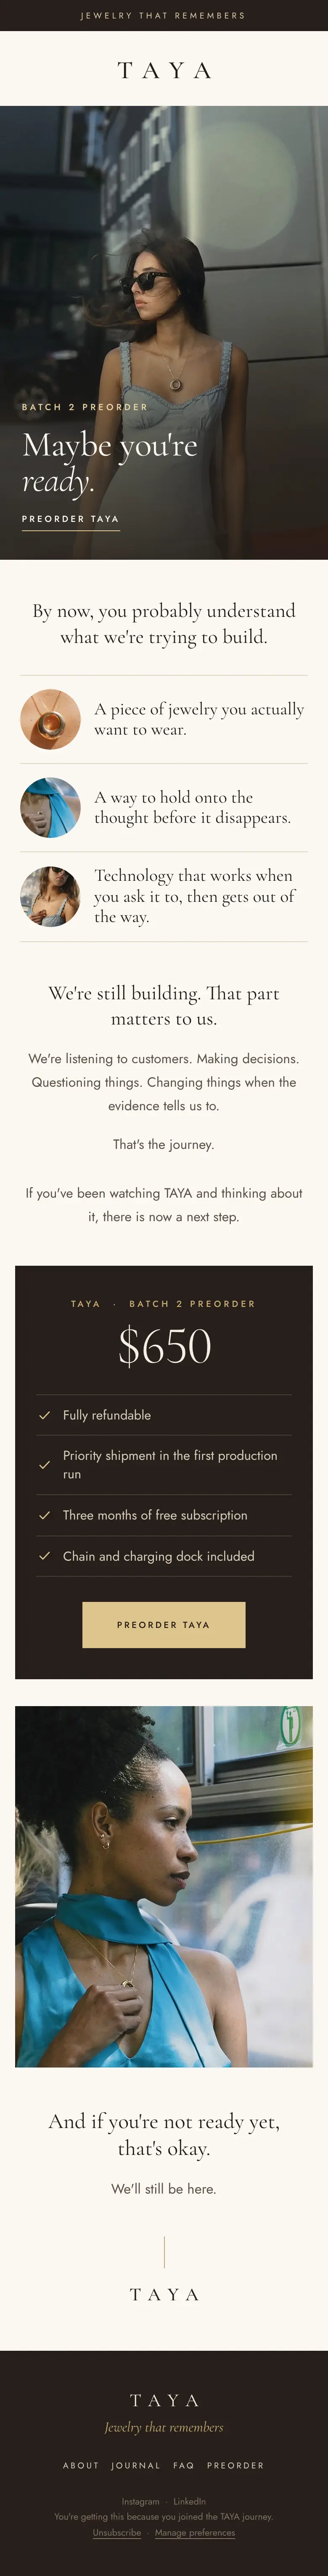 JEWELRY THAT REMEMBERS
TAYA
BATCH 2 PREORDER
Maybe you're
ready.
PREORDER TAYA
By now, you probably understand
what we're trying to build.
A piece of jewelry you actually
want to wear.
A way to hold onto the
thought before it disappears.
Technology that works when
you ask it to, then gets out of
the way.
We're still building. That part
matters to us.
We're listening to customers. Making decisions.
Questioning things. Changing things when the
evidence tells us to.
That's the journey.
If you've been watching TAYA and thinking about
it, there is now a next step.
TAYA · BATCH 2 PREORDER
$650
Fully refundable
Priority shipment in the first production
run
Three months of free subscription
Chain and charging dock included
PREORDER TAYA
And if you're not ready yet,
that's okay.
We'll still be here.
TAYA
TAYA
Jewelry that remembers
ABOUT JOURNAL FAQ PREORDER
Instagram · LinkedIn
You're getting this because you joined the TAYA journey.
Unsubscribe · Manage preferences